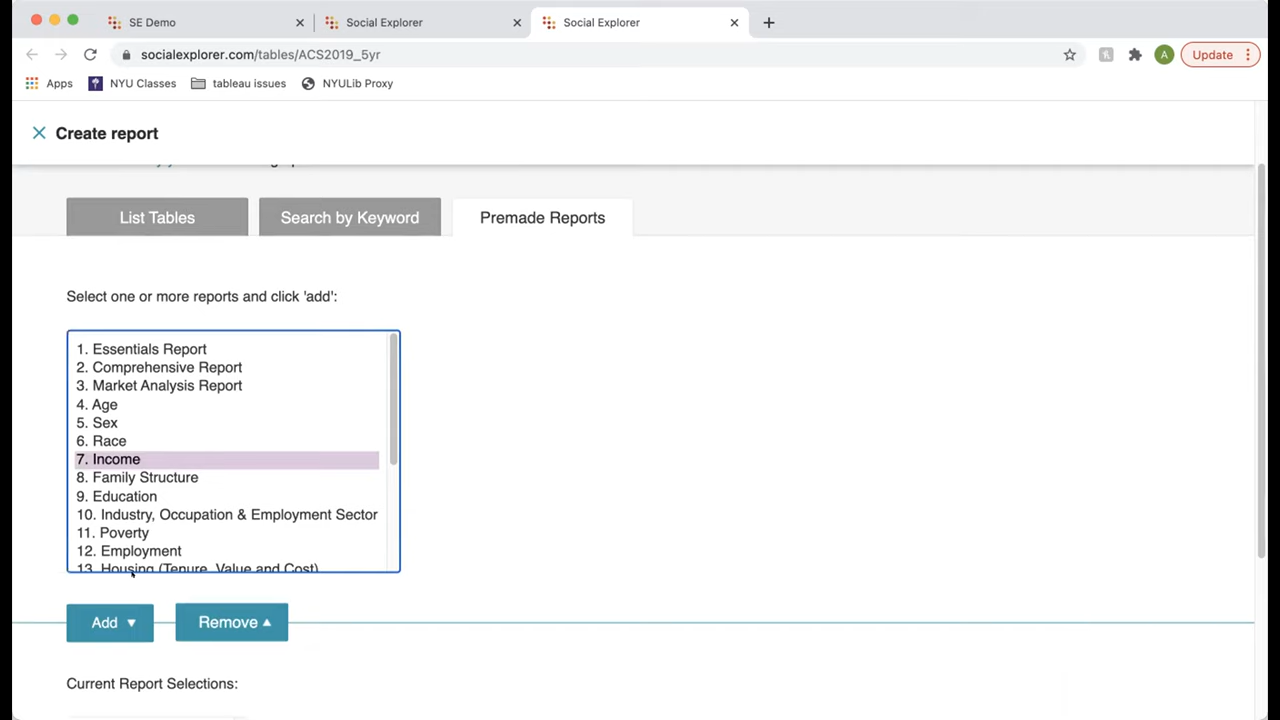 SE Demo
Social Explorer
Social Explorer
socialexplorer.com/tables/ACS2019_5yr
A
Update
Apps
NYU Classes
tableau issues
NYULib Proxy
Create report
List Tables
Search by Keyword
Premade Reports
Select one or more reports and click 'add':
1. Essentials Report
2. Comprehensive Report
3. Market Analysis Report
4. Age
5. Sex
6. Race
7. Income
8. Family Structure
9. Education
10. Industry, Occupation & Employment Sector
11. Poverty
12. Employment
13. Housing (Tenure, Value and Cost)
Add
Remove
Current Report Selections: